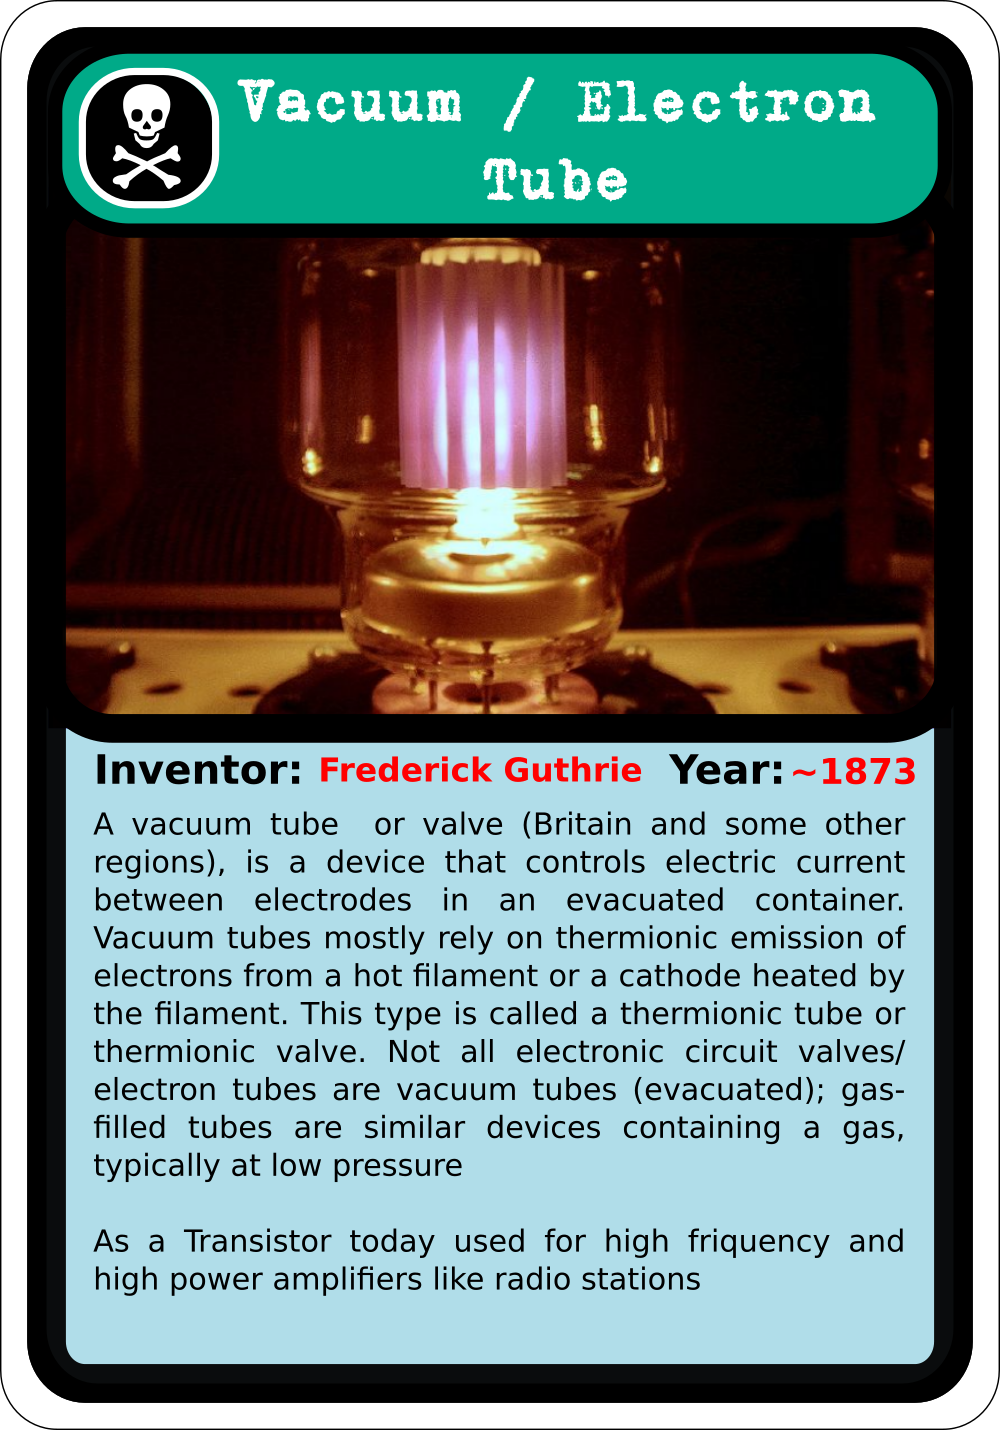 Vacuum / Electron
Tube
Inventor: Frederick Guthrie Year: ~1873
A vacuum tube or valve (Britain and some other
regions), is a device that controls electric current
between electrodes in an evacuated container.
Vacuum tubes mostly rely on thermionic emission of
electrons from a hot filament or a cathode heated by
the filament. This type is called a thermionic tube or
thermionic valve. Not all electronic circuit valves/
electron tubes are vacuum tubes (evacuated); gas-
filled tubes are similar devices containing a gas,
typically at low pressure
As a Transistor today used for high friquency and
high power amplifiers like radio stations